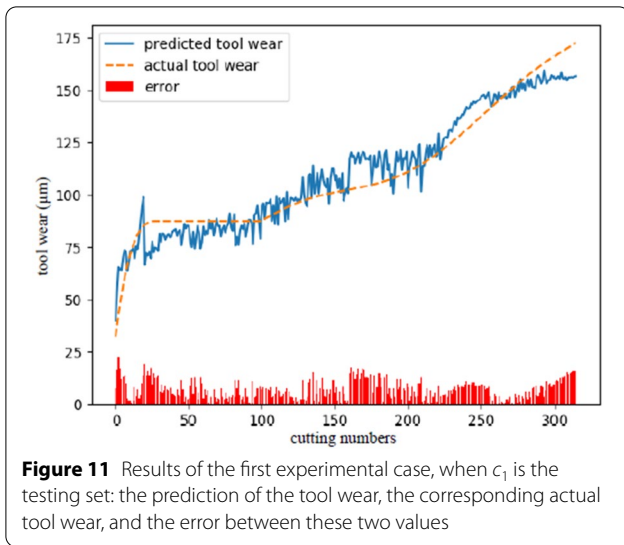 175
150
125
100
75
50
25
0
tool wear (μm)
predicted tool wear
actual tool wear
error
0 50 100 150 200 250 300
cutting numbers
Figure 11 Results of the first experimental case, when c₁ is the
testing set: the prediction of the tool wear, the corresponding actual
tool wear, and the error between these two values